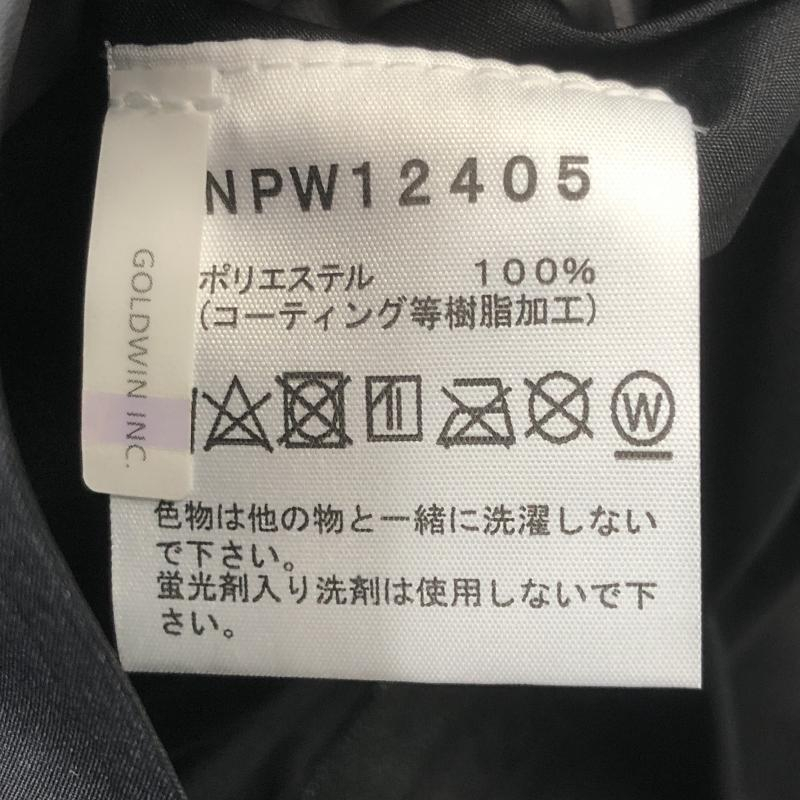 NPW12405
ポリエステル 100%
(コーティング等樹脂加工)
W
色物は他の物と一緒に洗濯しない
で下さい。
蛍光剤入り洗剤は使用しないで下
さい。
GOLDWIN INC.